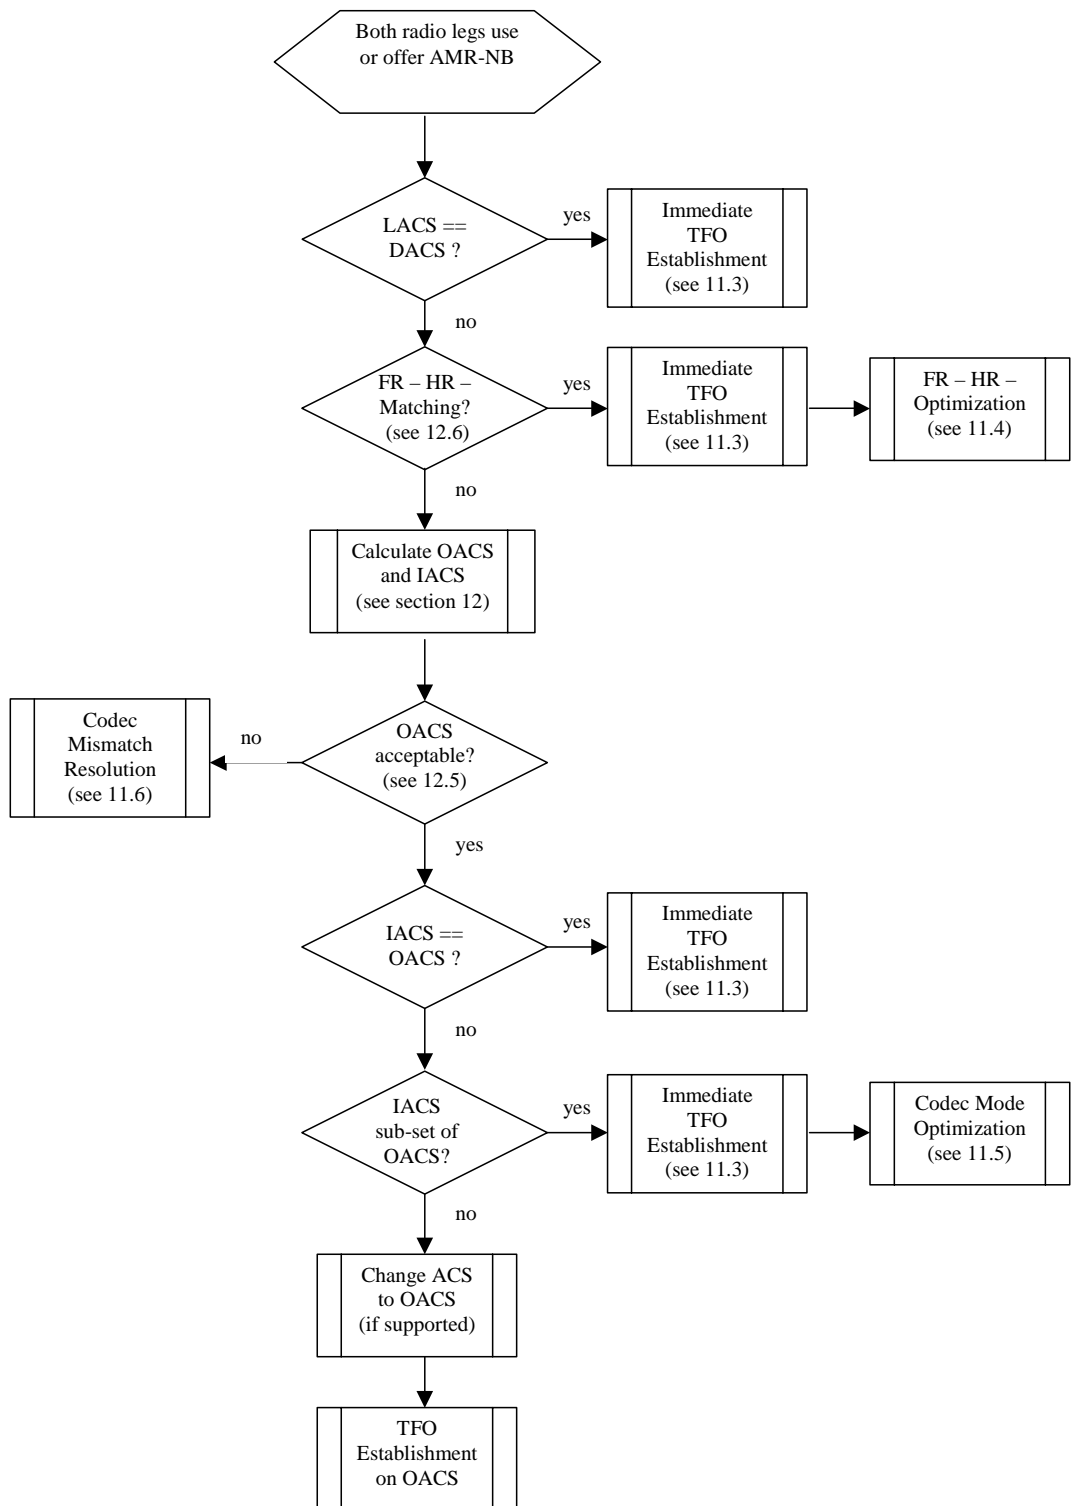 Both radio legs use
or offer AMR-NB
LACS ==
DACS ?
yes
Immediate
TFO
Establishment
(see 11.3)
no
FR – HR –
Matching?
(see 12.6)
yes
Immediate
TFO
Establishment
(see 11.3)
FR – HR –
Optimization
(see 11.4)
no
Calculate OACS
and IACS
(see section 12)
OACS
acceptable?
(see 12.5)
no
Codec
Mismatch
Resolution
(see 11.6)
yes
IACS ==
OACS ?
yes
Immediate
TFO
Establishment
(see 11.3)
no
IACS
sub-set of
OACS?
yes
Immediate
TFO
Establishment
(see 11.3)
Codec Mode
Optimization
(see 11.5)
no
Change ACS
to OACS
(if supported)
TFO
Establishment
on OACS